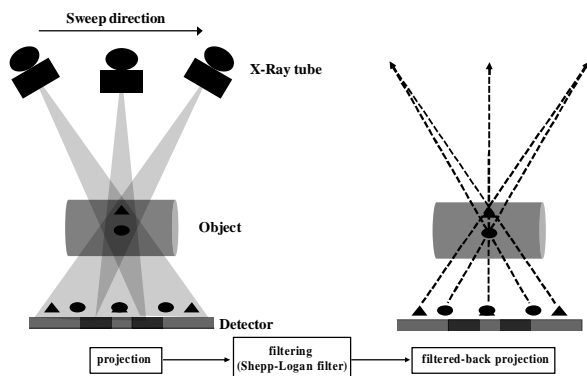 Sweep direction
X-Ray tube
Object
Detector
projection
filtering
(Shepp-Logan filter)
filtered-back projection